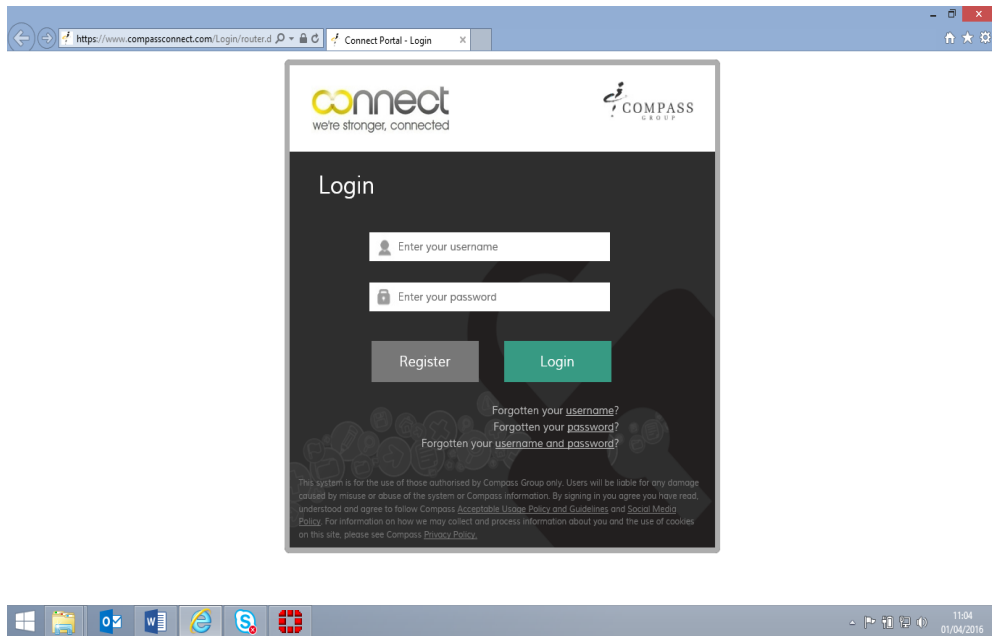 https://www.compassconnect.com/Login/router.d
Connect Portal - Login
connect
we're stronger, connected
COMPASS
GROUP
Login
Enter your username
Enter your password
Register
Login
Forgotten your username?
Forgotten your password?
Forgotten your username and password?
This system is for the use of those authorised by Compass Group only. Users will be liable for any damage
caused by misuse or abuse of the system or Compass information. By signing in you agree you have read,
understood and agree to follow Compass Acceptable Usage Policy and Guidelines and Social Media
Policy. For information on how we may collect and process information about you and the use of cookies
on this site, please see Compass Privacy Policy.
11:04
01/04/2016